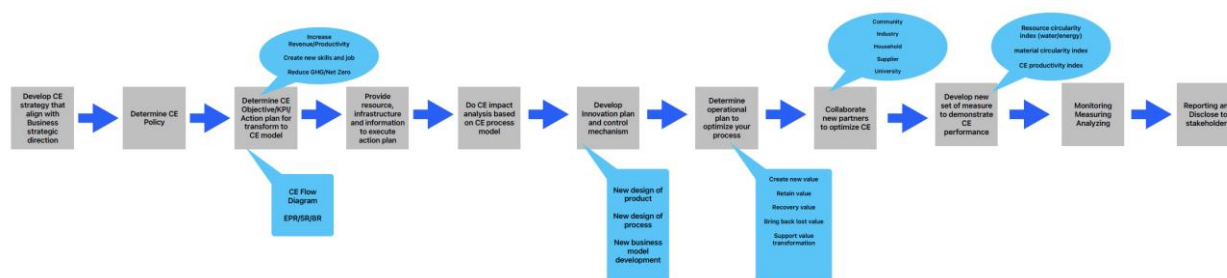 Increase
Revenue/Productivity
Create new skills and job
Reduce GHG/Net Zero
Community
Industry
Household
Supplier
University
Resource circularity
index (water/energy)
material circularity index
CE productivity index
Develop CE
strategy that
align with
Business
strategic
direction
Determine CE
Policy
Determine CE
Objective/KPI/
Action plan for
transform to
CE model
Provide
resource,
infrastructure
and information
to execute
action plan
Do CE impact
analysis based
on CE process
model
Develop
Innovation plan
and control
mechanism
Determine
operational
plan to
optimize your
process
Collaborate
new partners
to optimize CE
Develop new
set of measure
to demonstrate
CE
performance
Monitoring
Measuring
Analyzing
Reporting an
Disclose to
stakeholder
CE Flow
Diagram
EPR/5R/8R
New design of
product
New design of
process
New business
model
development
Create new value
Retain value
Recovery value
Bring back lost value
Support value
transformation